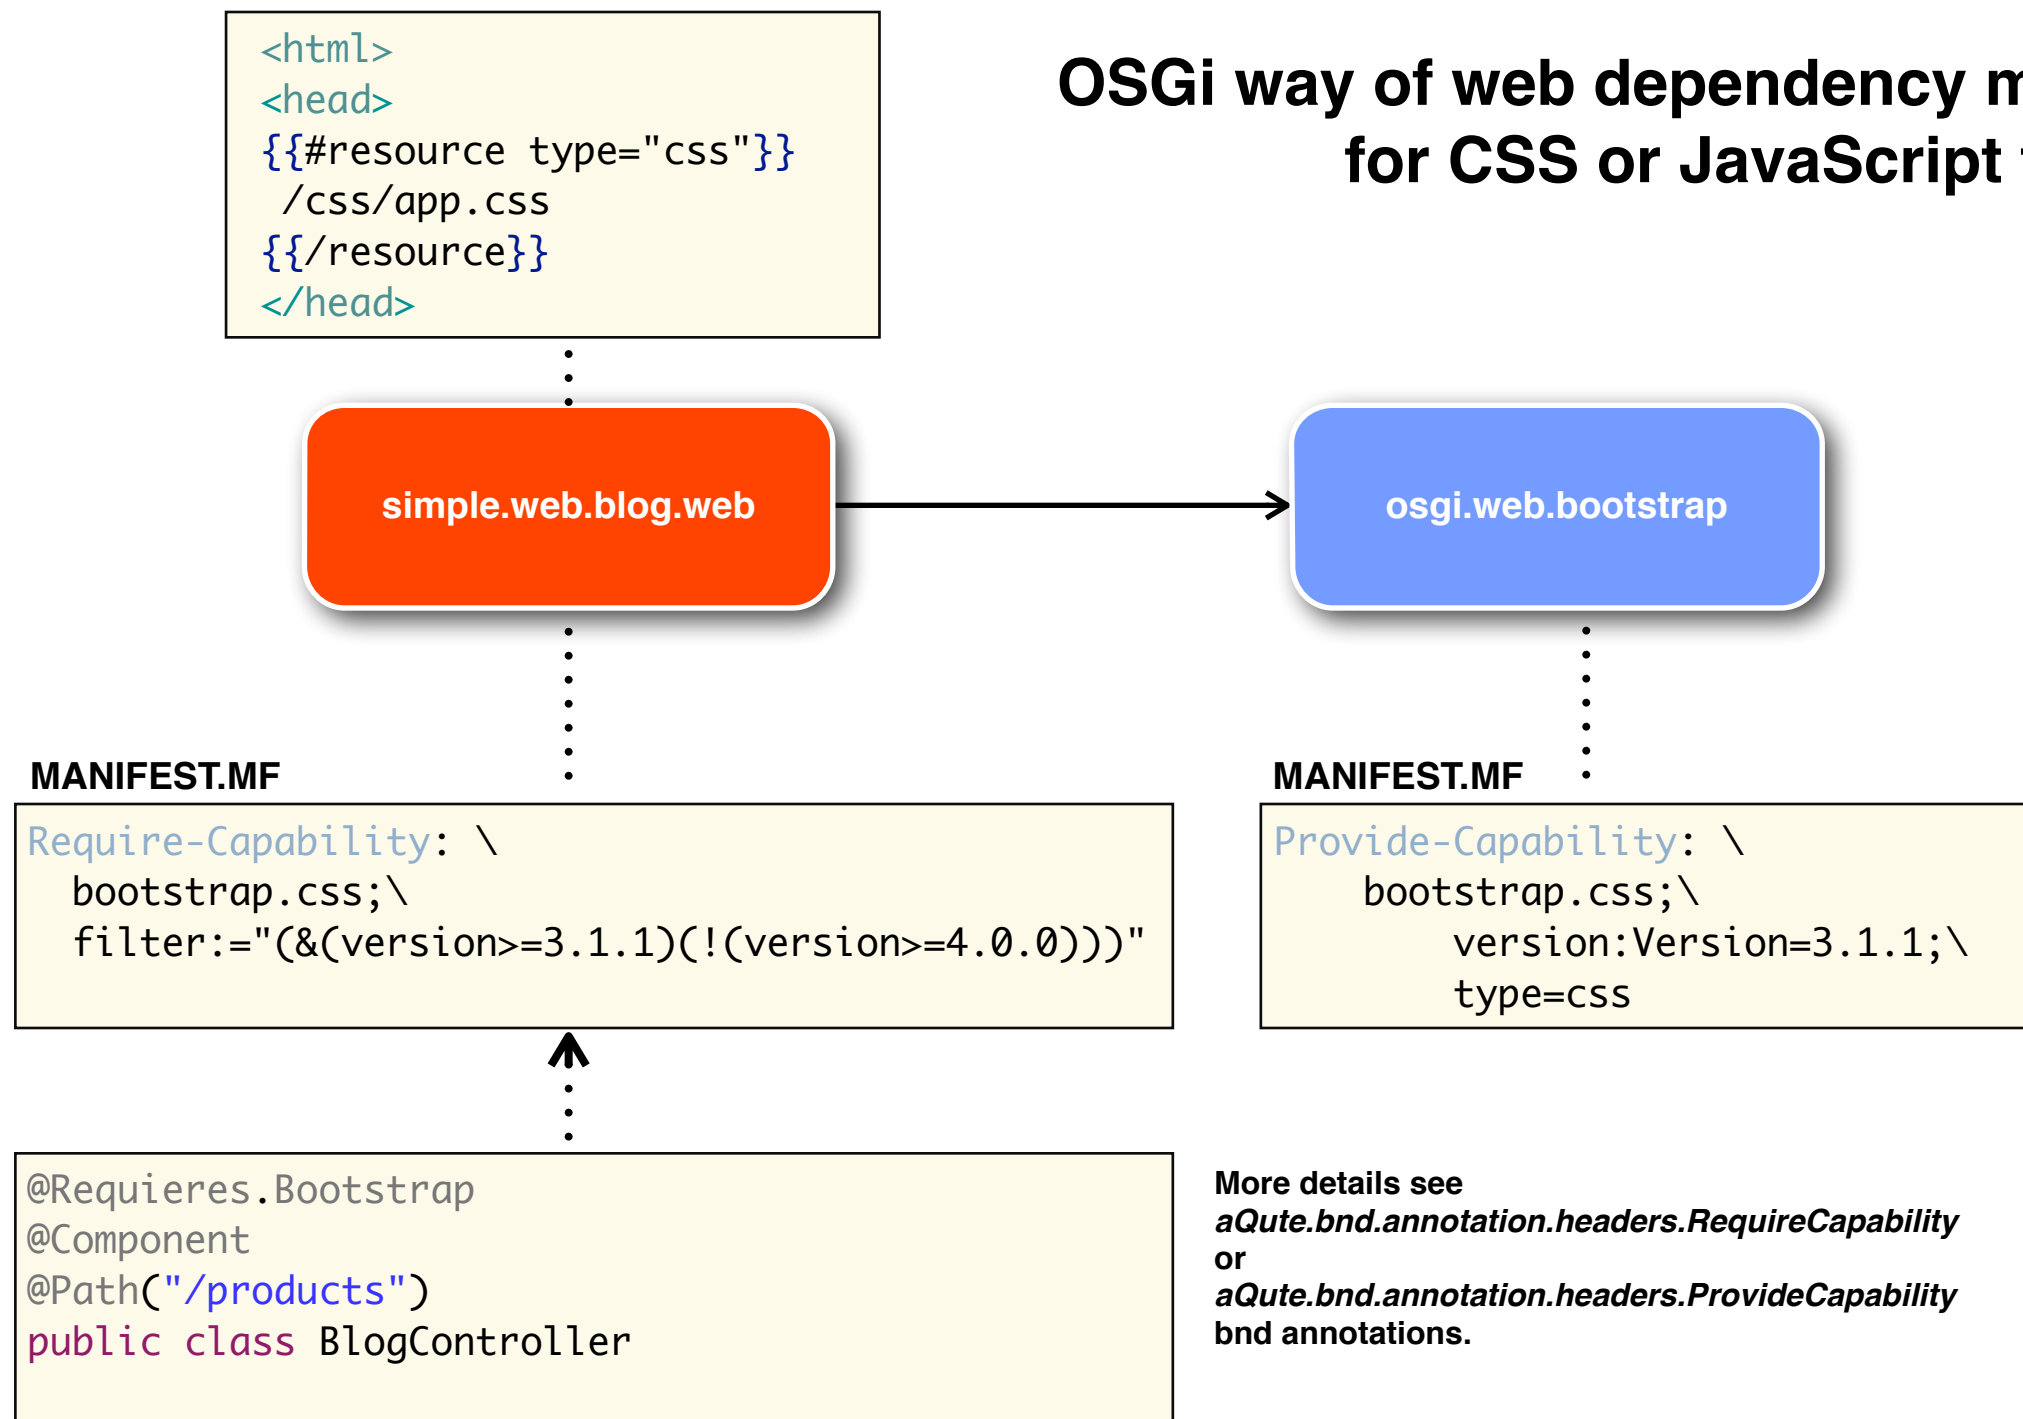 <html>
<head>
{{#resource type="css"}}
/css/app.css
{{/resource}}
</head>
OSGi way of web dependency
for CSS or JavaScript
simple.web.blog.web
osgi.web.bootstrap
MANIFEST.MF
Require-Capability: \
bootstrap.css;\
filter:="(&(version>=3.1.1)(!(version>=4.0.0)))"
MANIFEST.MF
Provide-Capability: \
bootstrap.css;\
version:Version=3.1.1;\
type=css
@Requieres.Bootstrap
@Component
@Path("/products")
public class BlogController
More details see
aQute.bnd.annotation.headers.RequireCapability
or
aQute.bnd.annotation.headers.ProvideCapability
bnd annotations.